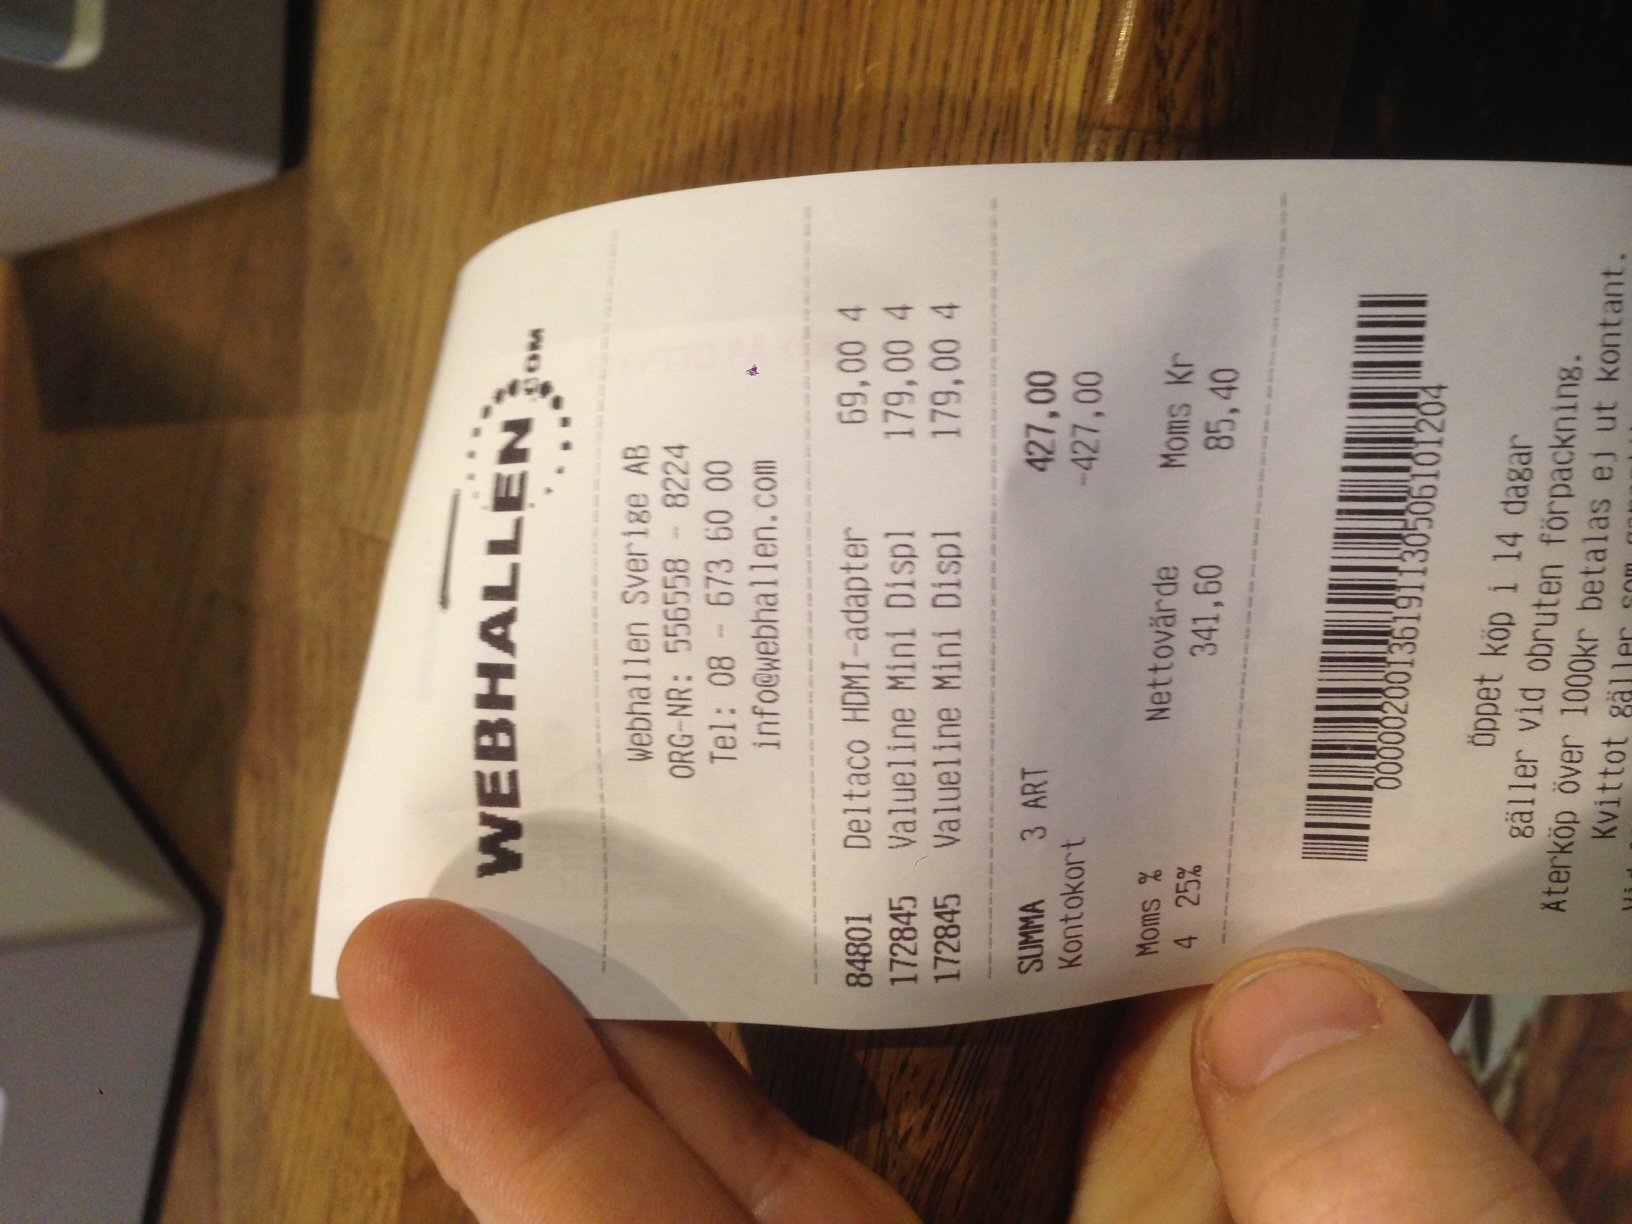 WEBHALLEN.COM
Webhallen Sverige AB
ORG-NR: 556558 - 8224
Tel: 08 - 673 60 00
info@webhallen.com
84801 Deltaco HDMI-adapter 69,00 4
172845 Valueline Mini Displ 179,00 4
172845 Valueline Mini Displ 179,00 4
SUMMA 3 ART 427,00
Kontokort -427,00
Moms % Nettovärde Moms Kr
4 25% 341,60 85,40
0000020013619113050610​1204
Öppet köp i 14 dagar
gäller vid obruten förpackning.
Återköp över 1000kr betalas ej ut kontant.
Kvittot gäller som